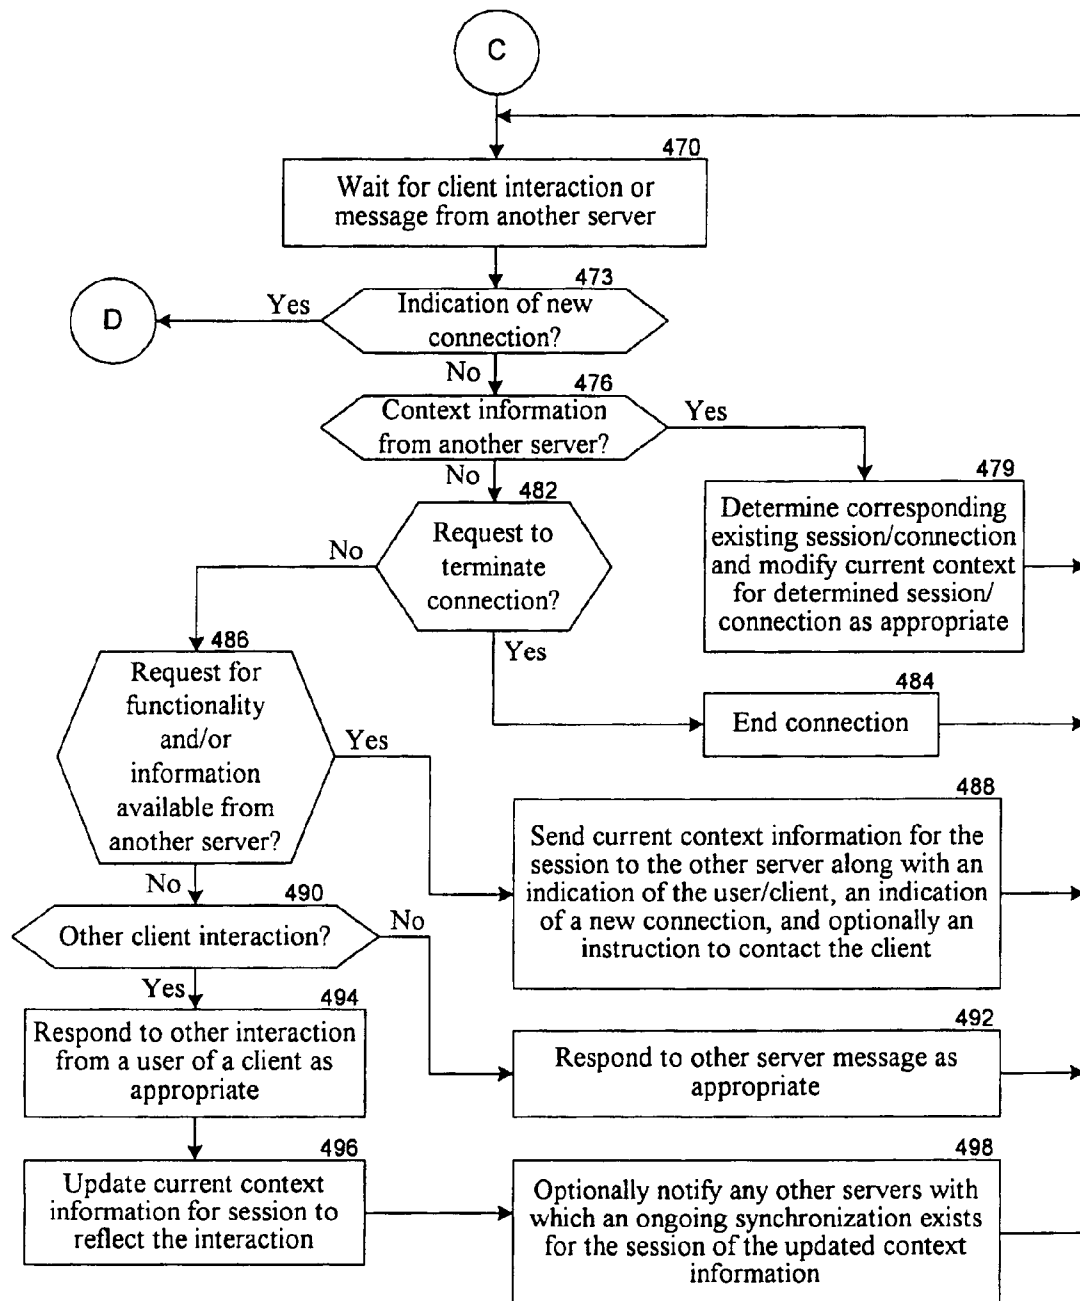 C
470
Wait for client interaction or
message from another server
473
Indication of new
connection?
Yes
D
No
476
Context information
from another server?
Yes
No
479
Determine corresponding
existing session/connection
and modify current context
for determined session/
connection as appropriate
482
Request to
terminate
connection?
No
Yes
484
End connection
486
Request for
functionality
and/or
information
available from
another server?
Yes
No
488
Send current context information for the
session to the other server along with an
indication of the user/client, an indication
of a new connection, and optionally an
instruction to contact the client
490
Other client interaction?
No
Yes
492
Respond to other server message as
appropriate
494
Respond to other interaction
from a user of a client as
appropriate
496
Update current context
information for session to
reflect the interaction
498
Optionally notify any other servers with
which an ongoing synchronization exists
for the session of the updated context
information